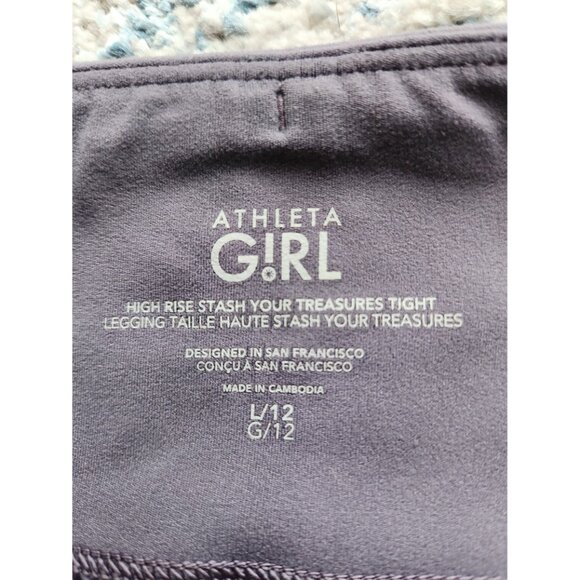 ATHLETA
G!RL
HIGH RISE STASH YOUR TREASURES TIGHT
LEGGING TAILLE HAUTE STASH YOUR TREASURES
DESIGNED IN SAN FRANCISCO
CONÇU À SAN FRANCISCO
MADE IN CAMBODIA
L/12
G/12